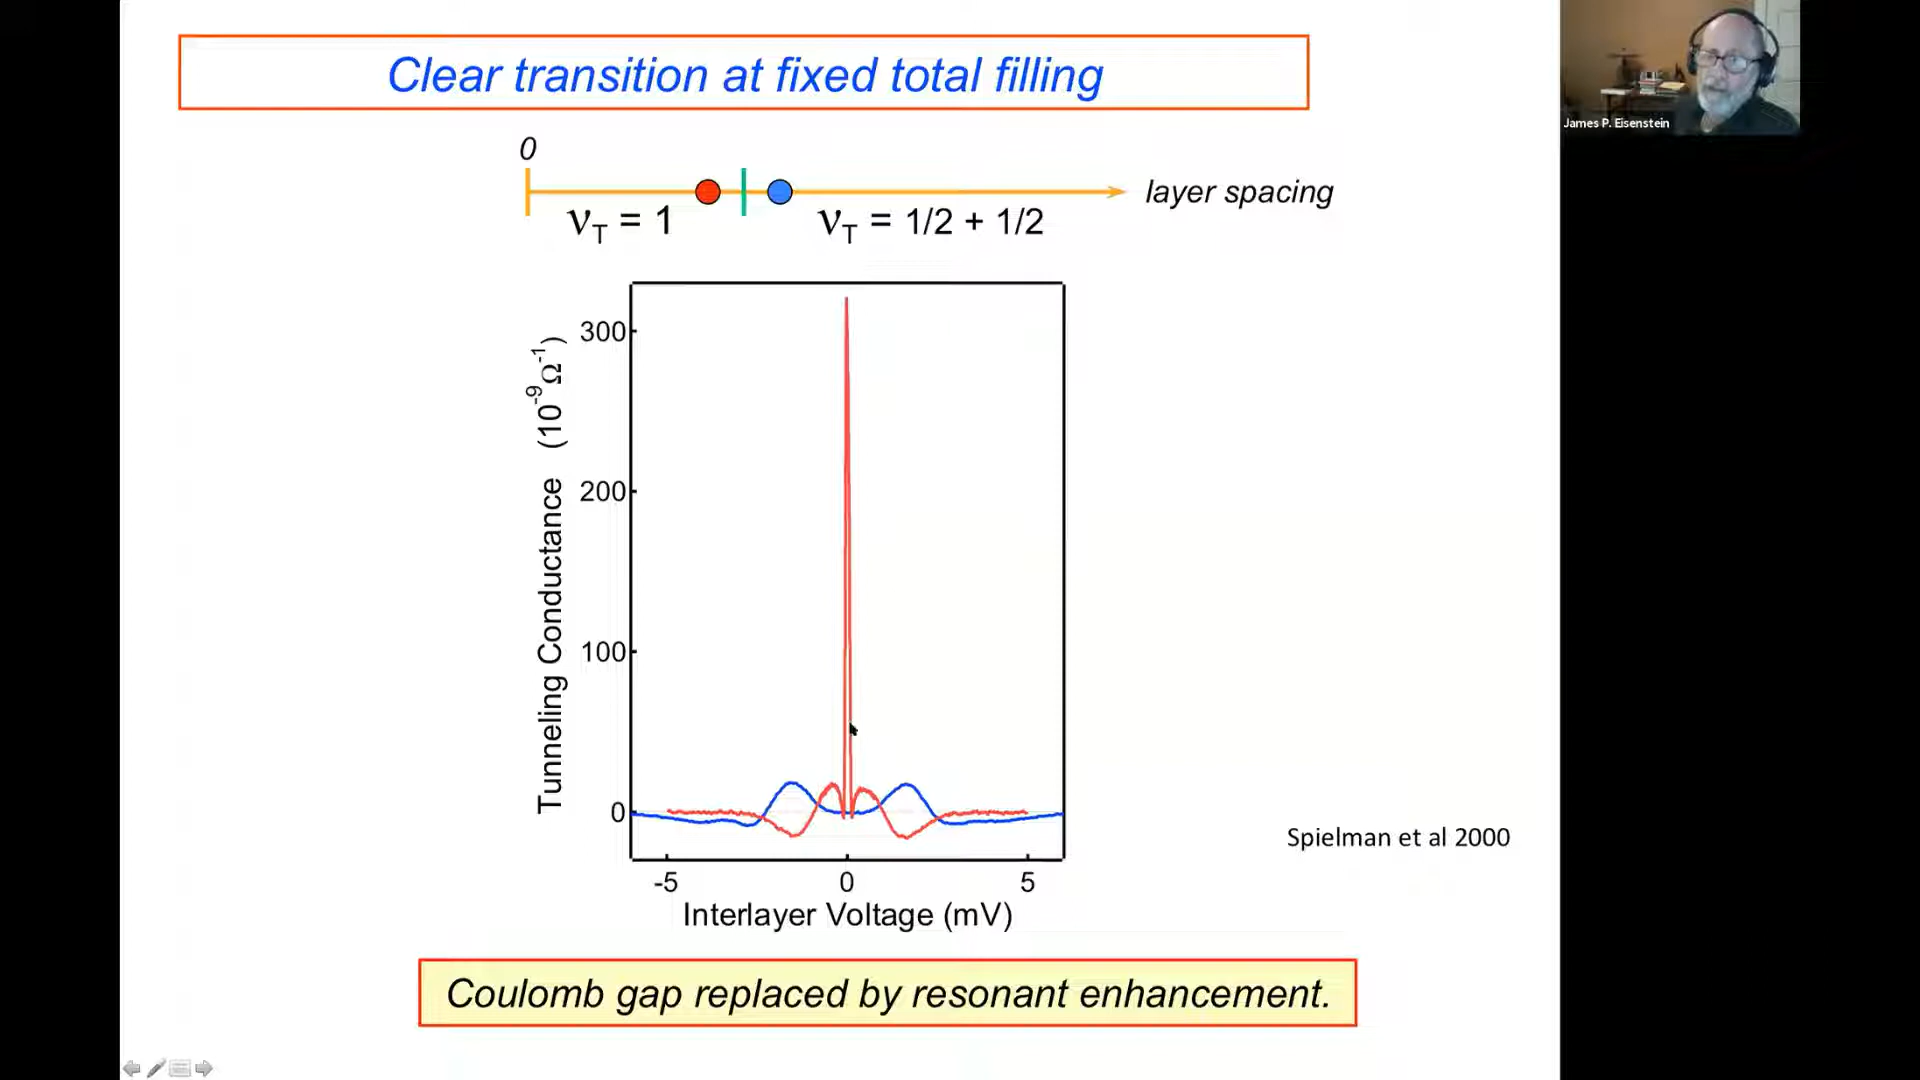 Clear transition at fixed total filling
James P. Eisenstein
0
layer spacing
νT = 1
νT = 1/2 + 1/2
Tunneling Conductance (10⁻⁹ Ω⁻¹)
300
200
100
0
-5 0 5
Interlayer Voltage (mV)
Spielman et al 2000
Coulomb gap replaced by resonant enhancement.